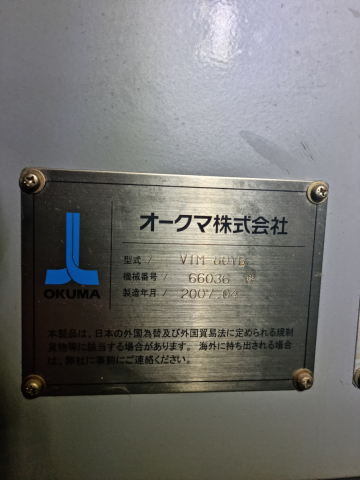 オークマ株式会社
OKUMA
型式 / VTM-80YB
機械番号 / 66036
製造年月 / 2007/
本製品は、日本の外国為替及び外国貿易法に定められる規制
貨物等に該当する場合があります。海外に持ち出される場合
は、弊社に事前にご連絡ください。